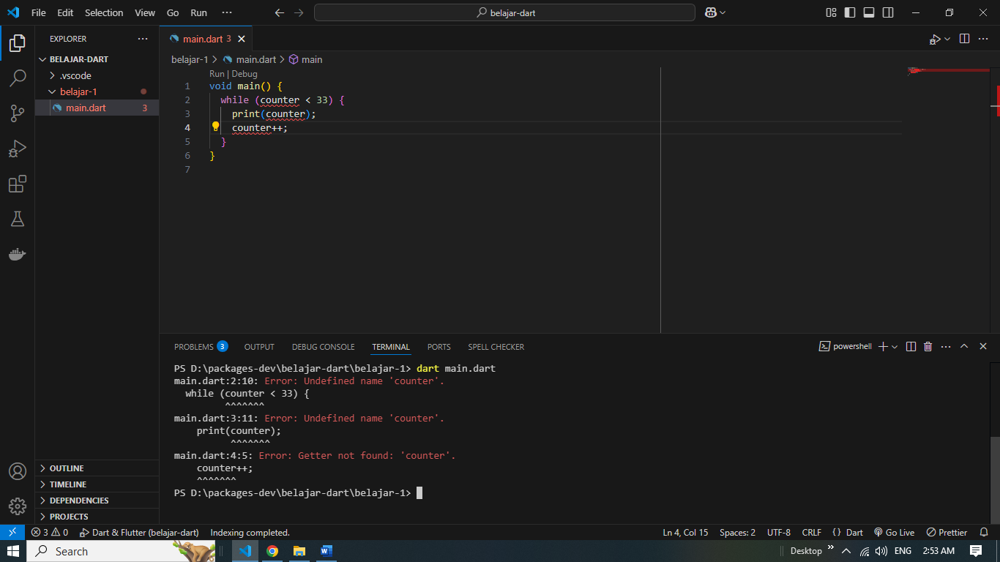 File Edit Selection View Go Run ··· belajar-dart
EXPLORER ···
BELAJAR-DART
.vscode
belajar-1
main.dart 3
OUTLINE
TIMELINE
DEPENDENCIES
PROJECTS
main.dart 3
belajar-1 > main.dart > main
Run | Debug
1 void main() {
2 while (counter < 33) {
3 print(counter);
4 counter++;
5 }
6 }
7
PROBLEMS 3 OUTPUT DEBUG CONSOLE TERMINAL PORTS SPELL CHECKER powershell
PS D:\packages-dev\belajar-dart\belajar-1> dart main.dart
main.dart:2:10: Error: Undefined name 'counter'.
while (counter < 33) {
^^^^^^^
main.dart:3:11: Error: Undefined name 'counter'.
print(counter);
^^^^^^^
main.dart:4:5: Error: Getter not found: 'counter'.
counter++;
^^^^^^^
PS D:\packages-dev\belajar-dart\belajar-1>
3 0 Dart & Flutter (belajar-dart) Indexing completed. Ln 4, Col 15 Spaces: 2 UTF-8 CRLF {} Dart Go Live Prettier
Search Desktop ENG 2:53 AM